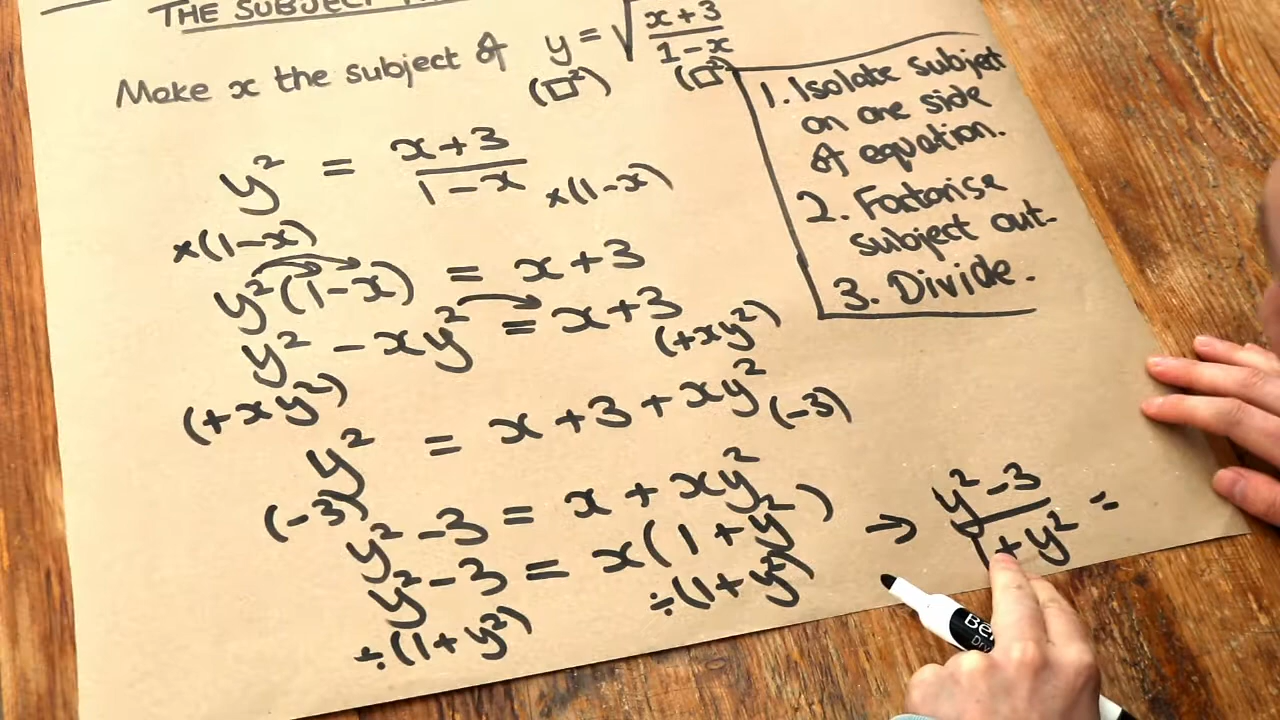 THE SUBJECT
Make x the subject of y = √((x+3)/(1-x))
(□²) (□²)
y² = (x+3)/(1-x)
×(1-x) ×(1-x)
y²(1-x) = x+3
y² - xy² = x+3
(+xy²) (+xy²)
y² = x+3+xy²
(-3) (-3)
y² -3 = x + xy²
y² -3 = x(1+y²)
÷(1+y²) ÷(1+y²)
→ (y²-3)/(1+y²) =
1. Isolate subject
on one side
of equation.
2. Factorise
subject out.
3. Divide.